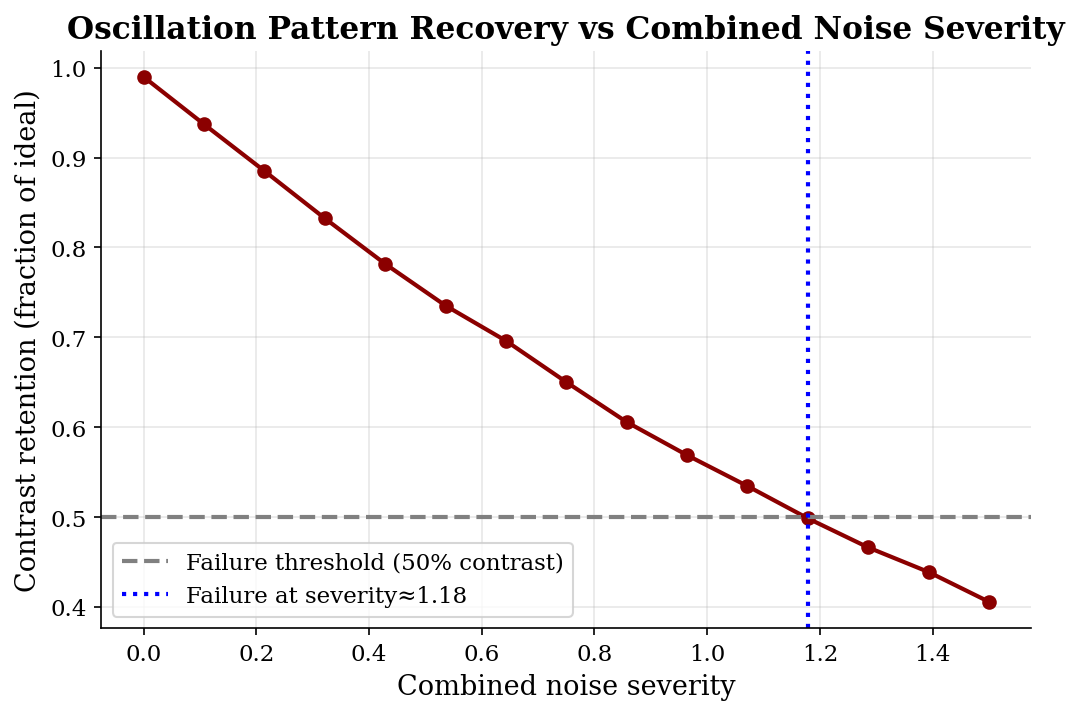 Oscillation Pattern Recovery vs Combined Noise Severity
Contrast retention (fraction of ideal)
1.0
0.9
0.8
0.7
0.6
0.5
0.4
Failure threshold (50% contrast)
Failure at severity≈1.18
0.0 0.2 0.4 0.6 0.8 1.0 1.2 1.4
Combined noise severity